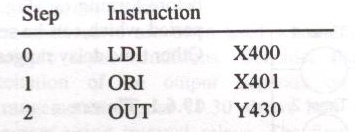 Step Instruction
0 LDI X400
1 ORI X401
2 OUT Y430